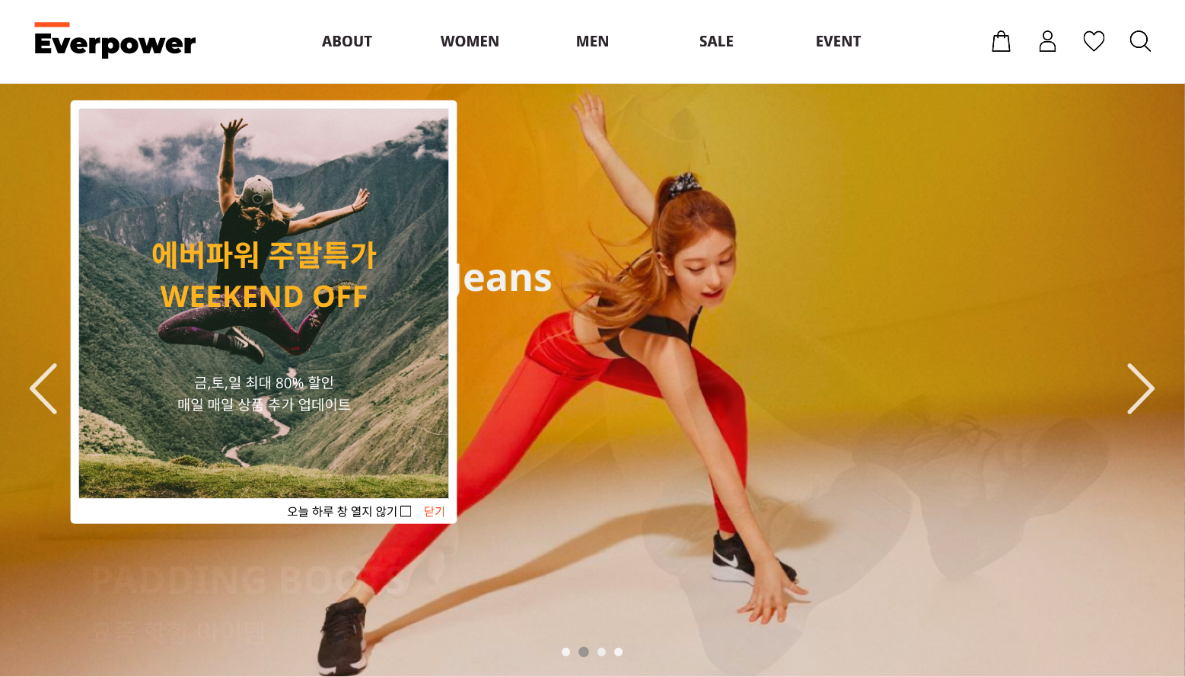 Everpower
ABOUT
WOMEN
MEN
SALE
EVENT
에버파워 주말특가
WEEKEND OFF
금,토,일 최대 80% 할인
매일 매일 상품 추가 업데이트
오늘 하루 창 열지 않기
닫기
Jeans
PADDING BOOTS